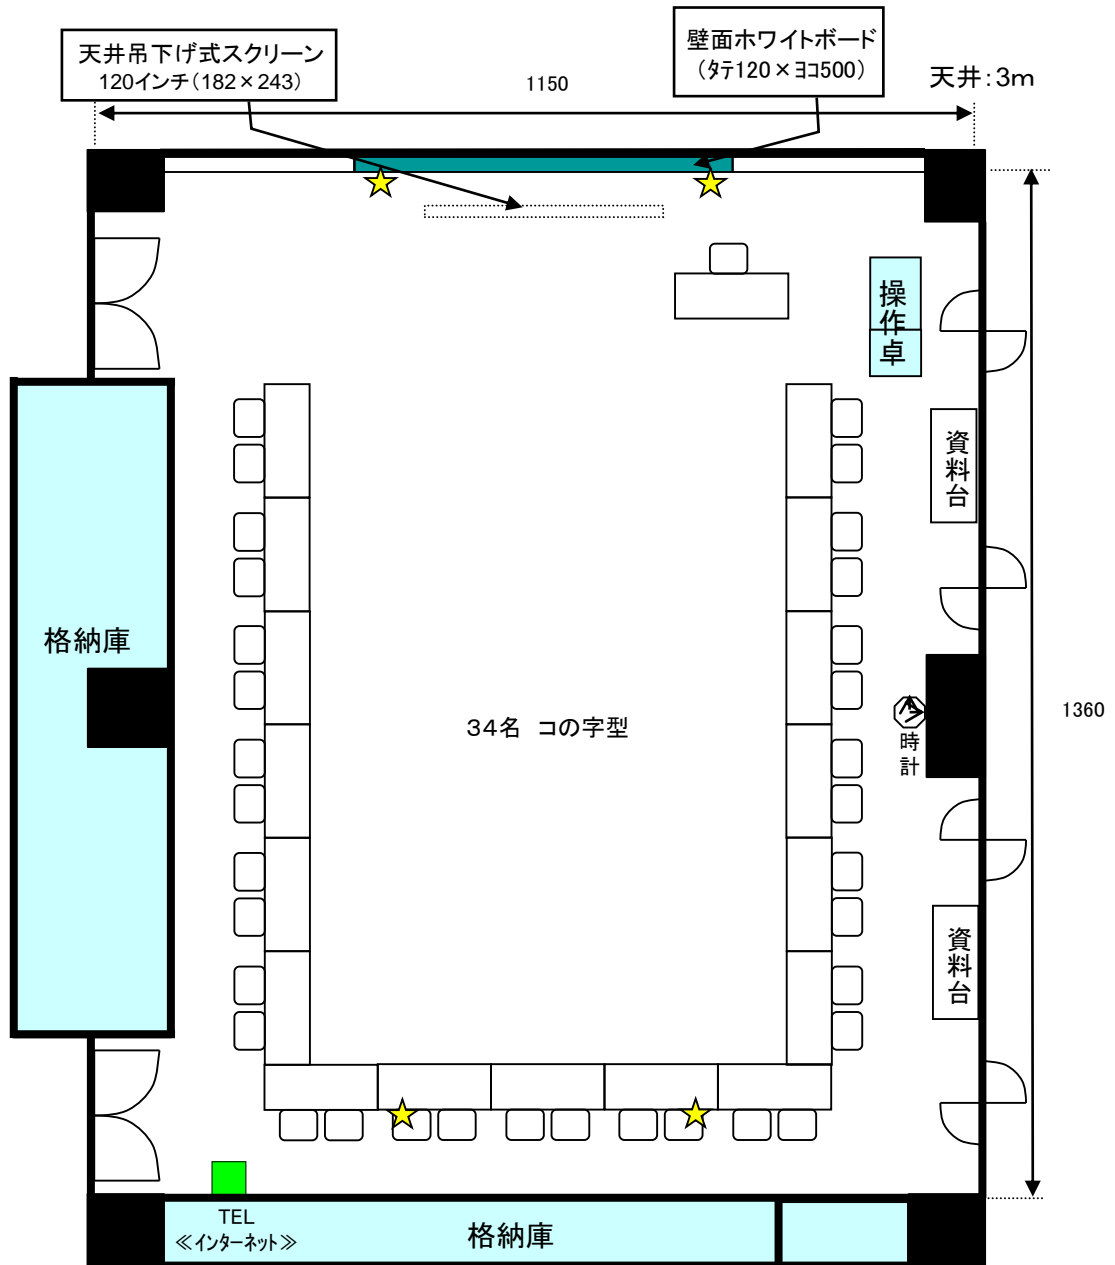 天井吊下げ式スクリーン
120インチ（182×243）
壁面ホワイトボード
（ﾀﾃ120×ﾖｺ500）
1150
天井：3m
操作卓
資料台
格納庫
34名　コの字型
時計
1360
資料台
TEL
≪ｲﾝﾀｰﾈｯﾄ≫
格納庫